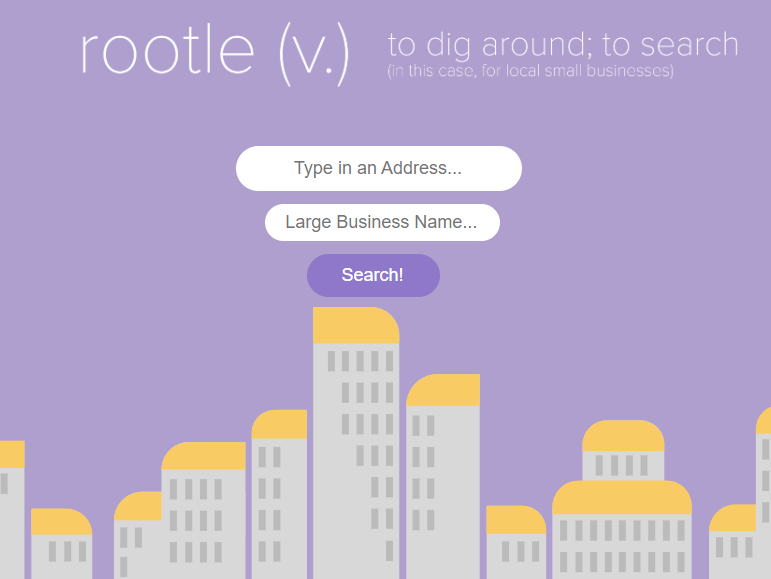 rootle (v.) to dig around; to search
(in this case, for local small businesses)
Type in an Address...
Large Business Name...
Search!